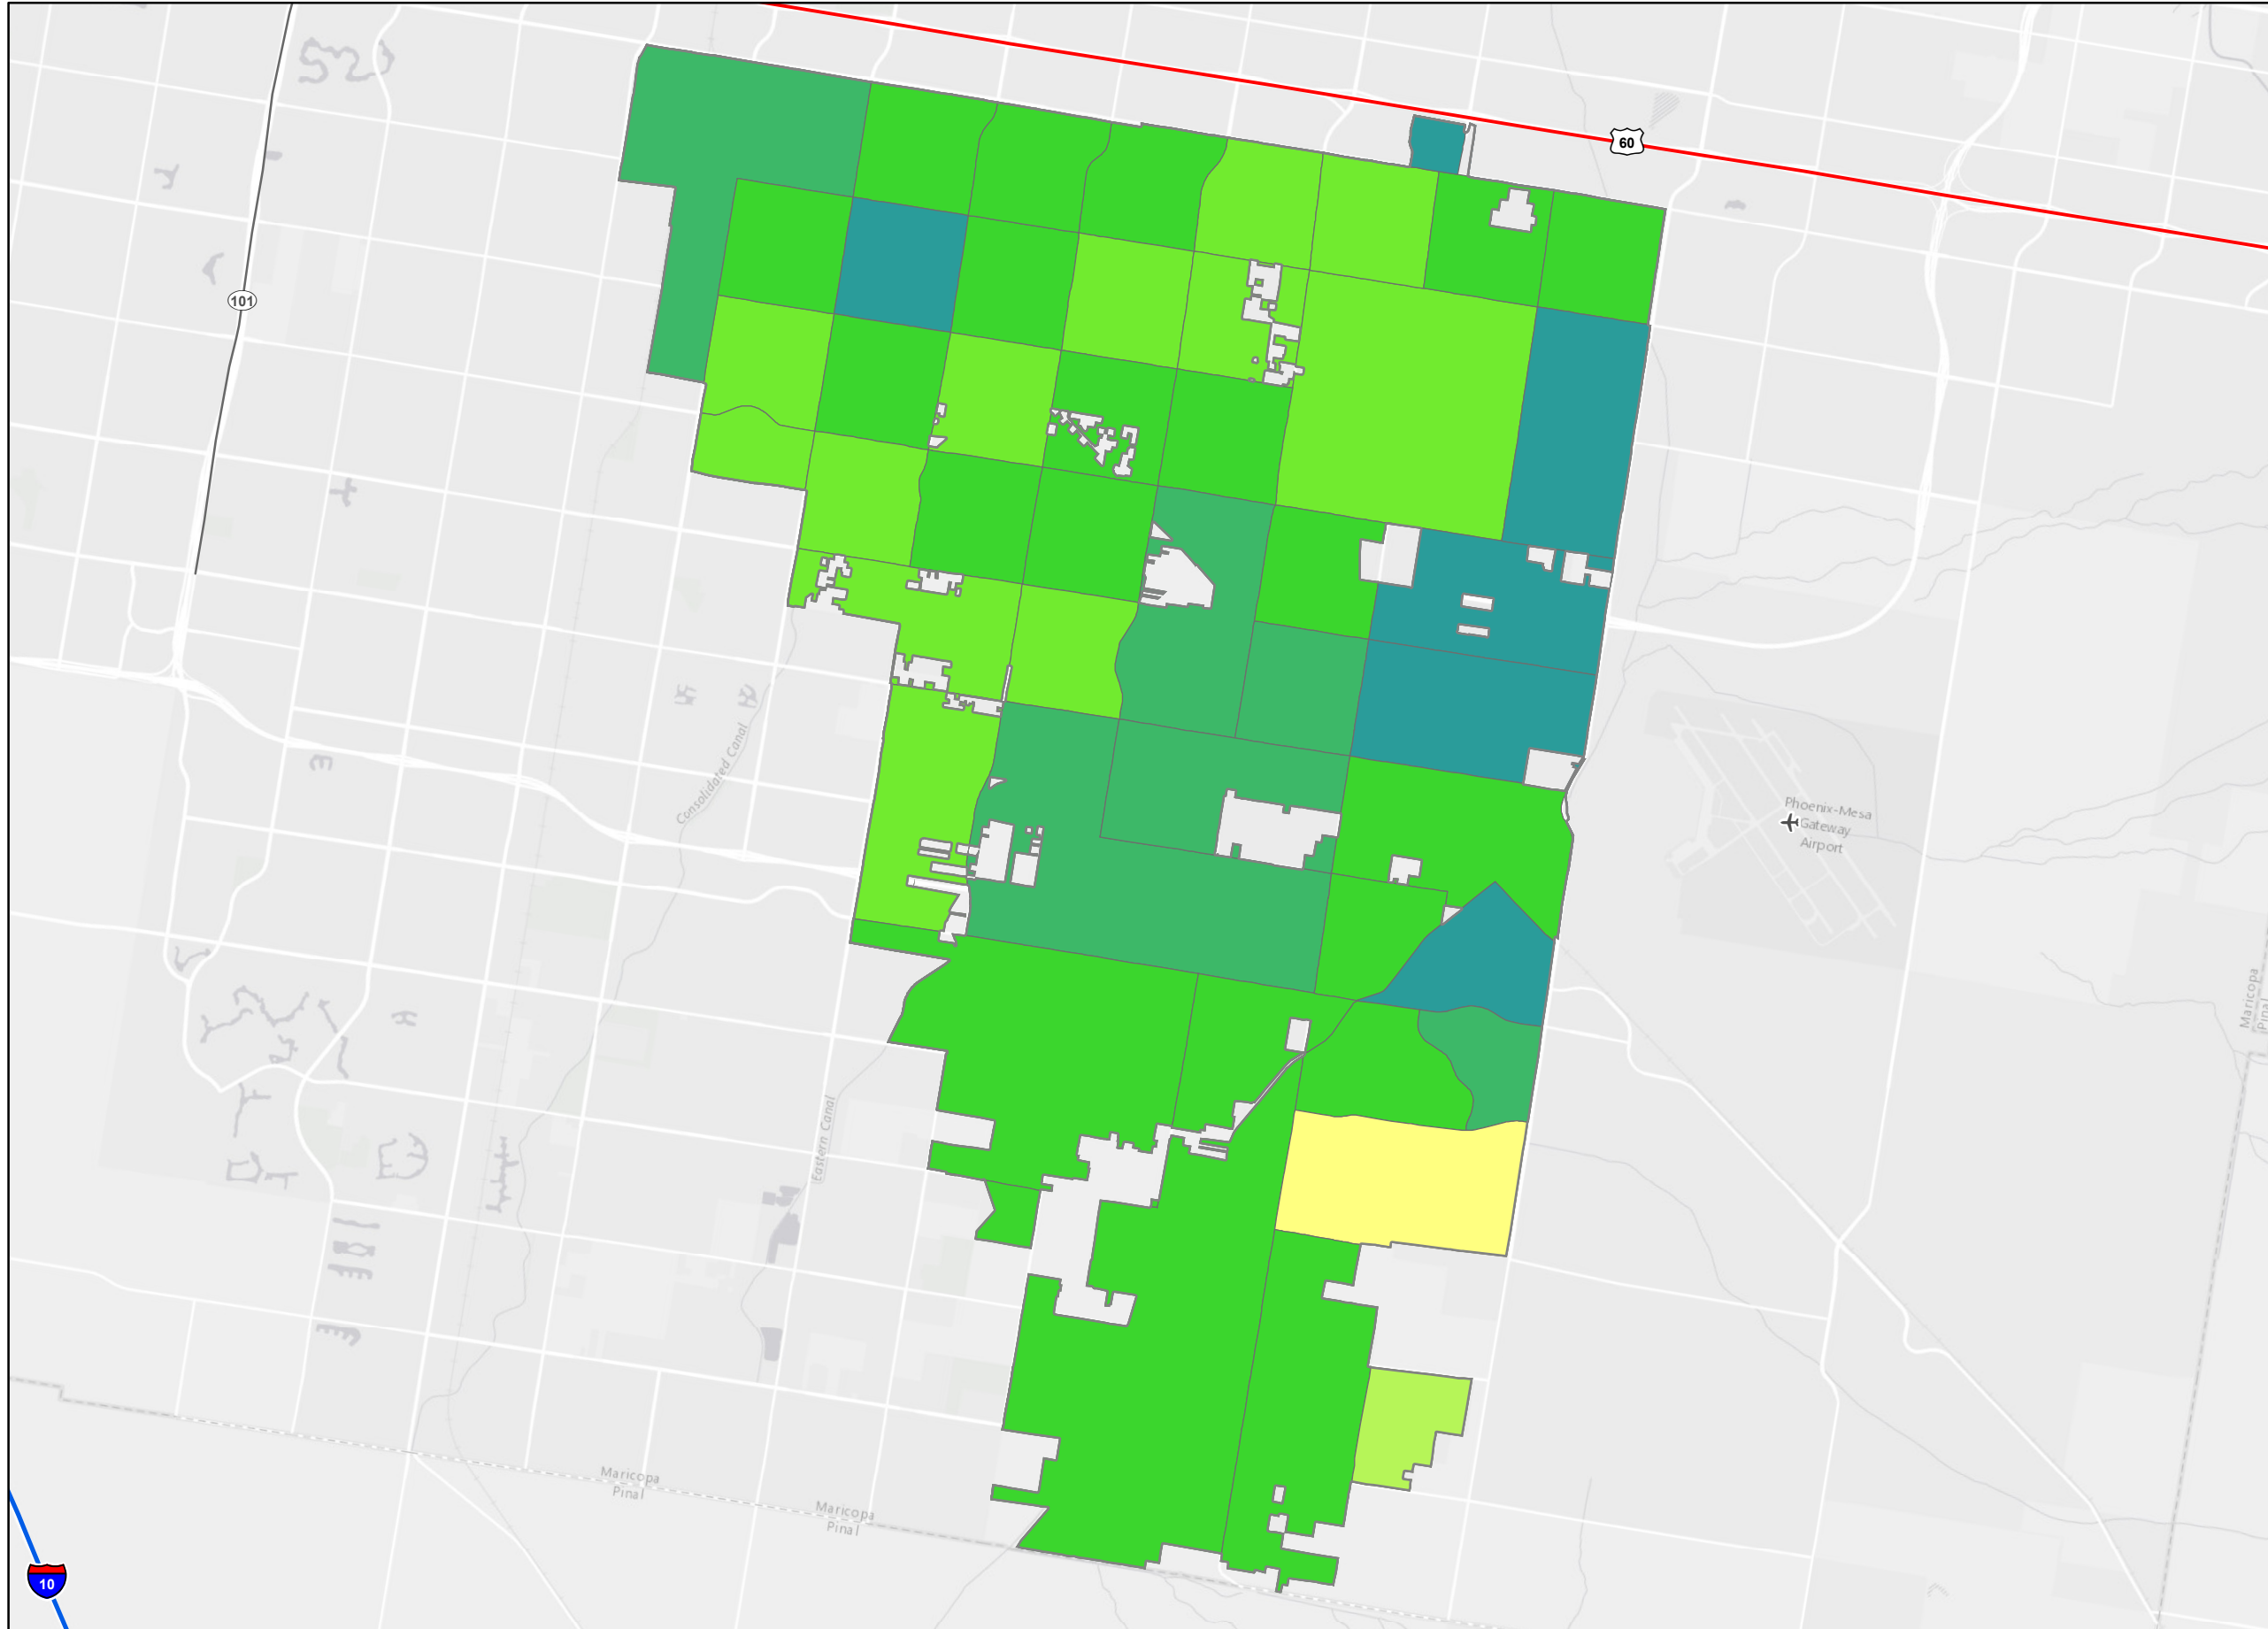 60
101
Consolidated Canal
Phoenix-Mesa
Gateway
Airport
Maricopa
Pinal
Eastern Canal
Maricopa
Pinal
Maricopa
Pinal
10